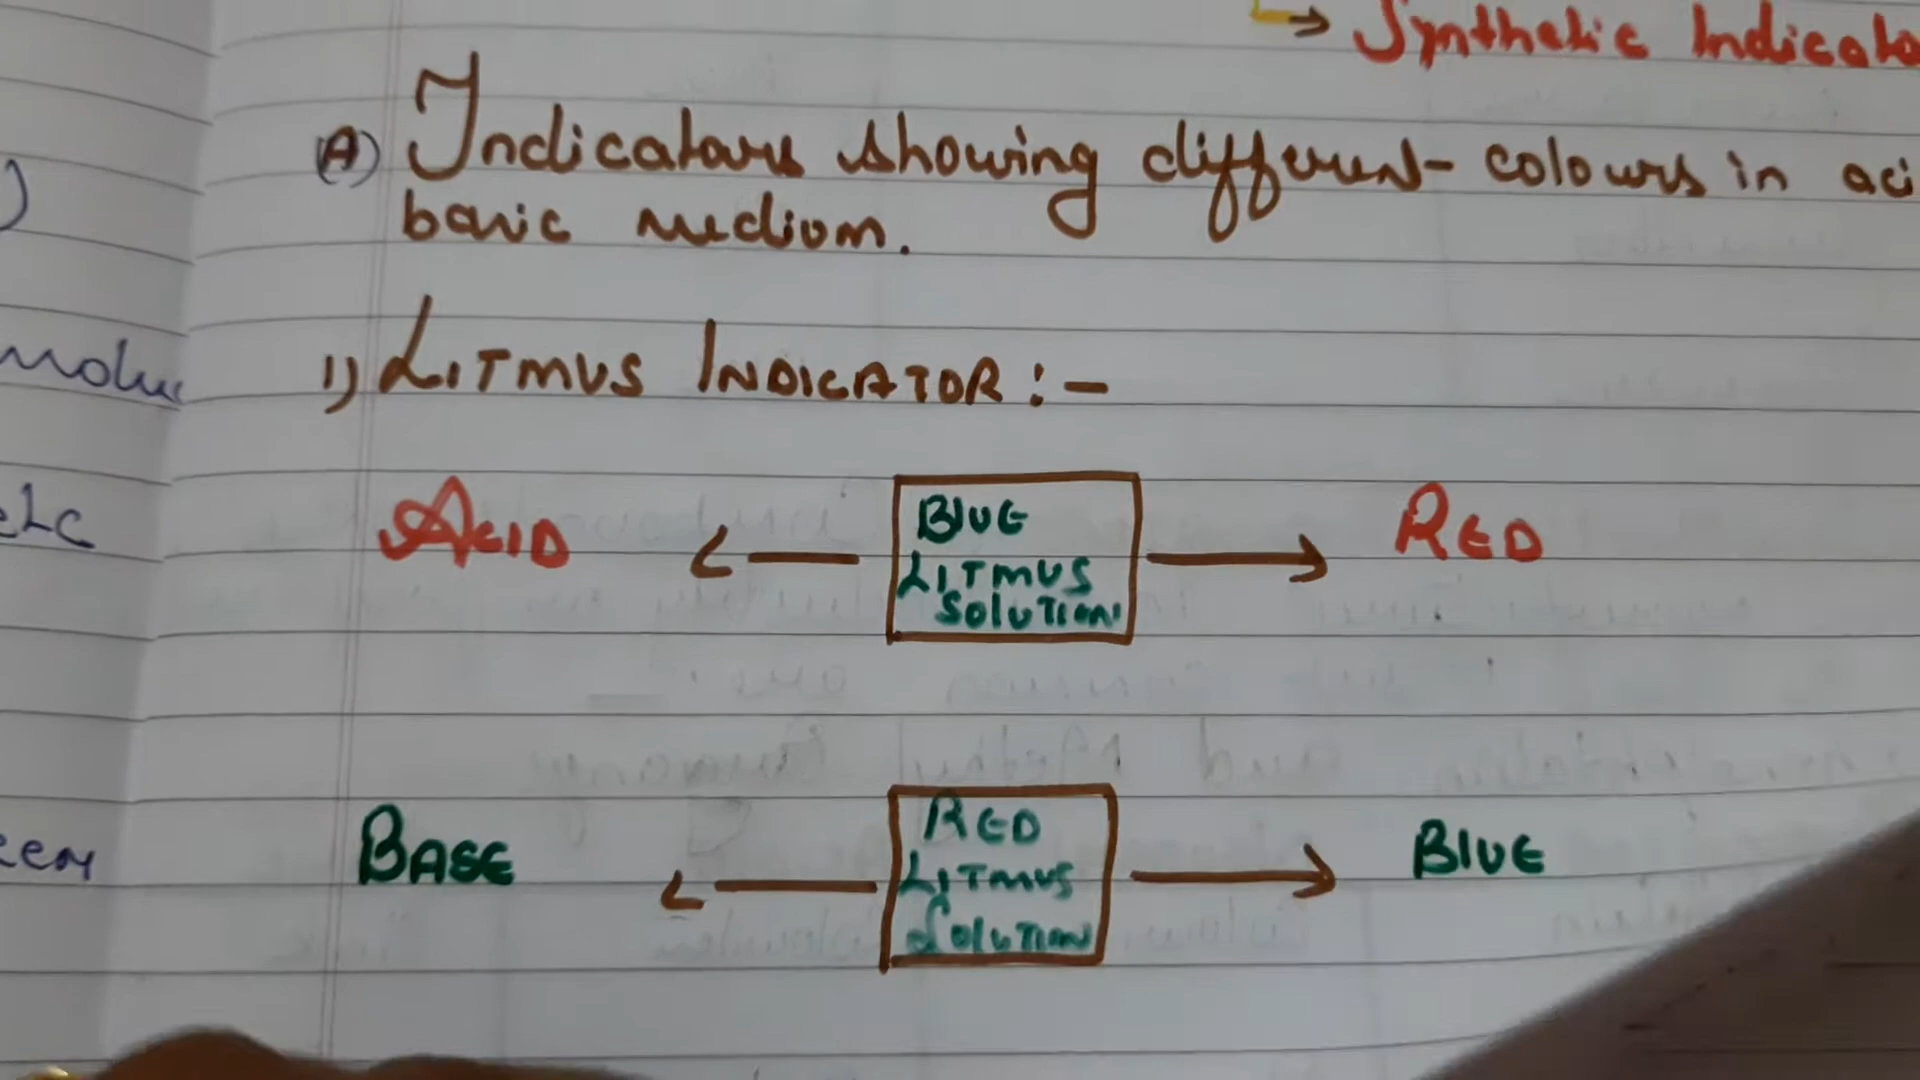 → Synthetic Indicato
A) Indicators showing different colours in aci
basic medium.
1) LITMUS INDICATOR :-
ACID ← BLUE LITMUS SOLUTION → RED
BASE ← RED LITMUS SOLUTION → BLUE